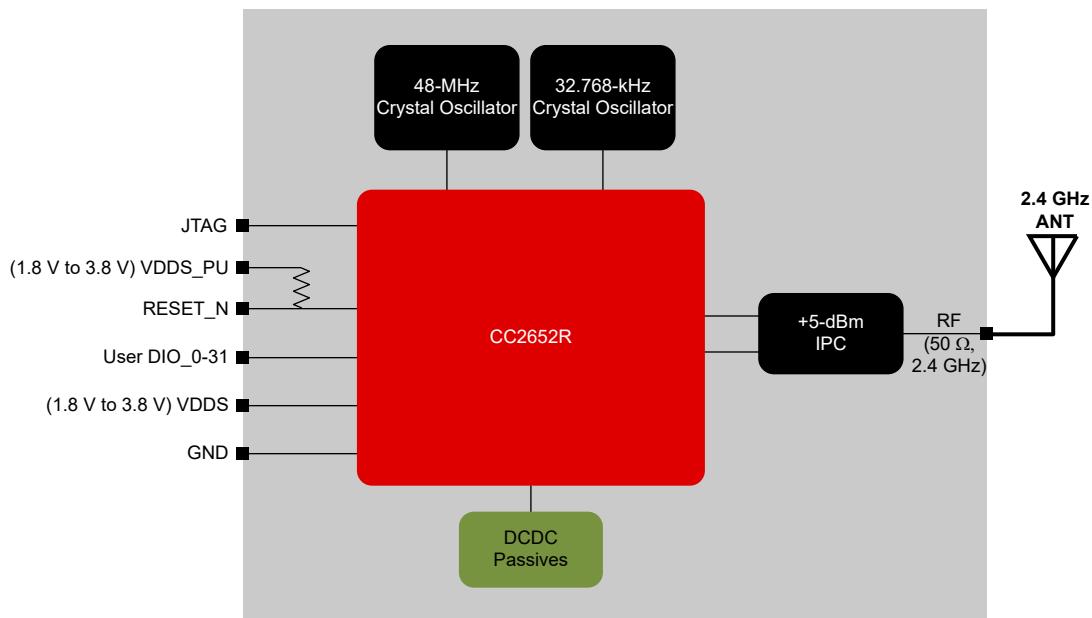 48-MHz
Crystal Oscillator
32.768-kHz
Crystal Oscillator
2.4 GHz
ANT
JTAG
(1.8 V to 3.8 V) VDDS_PU
RESET_N
User DIO_0-31
(1.8 V to 3.8 V) VDDS
GND
CC2652R
+5-dBm
IPC
RF
(50 Ω,
2.4 GHz)
DCDC
Passives